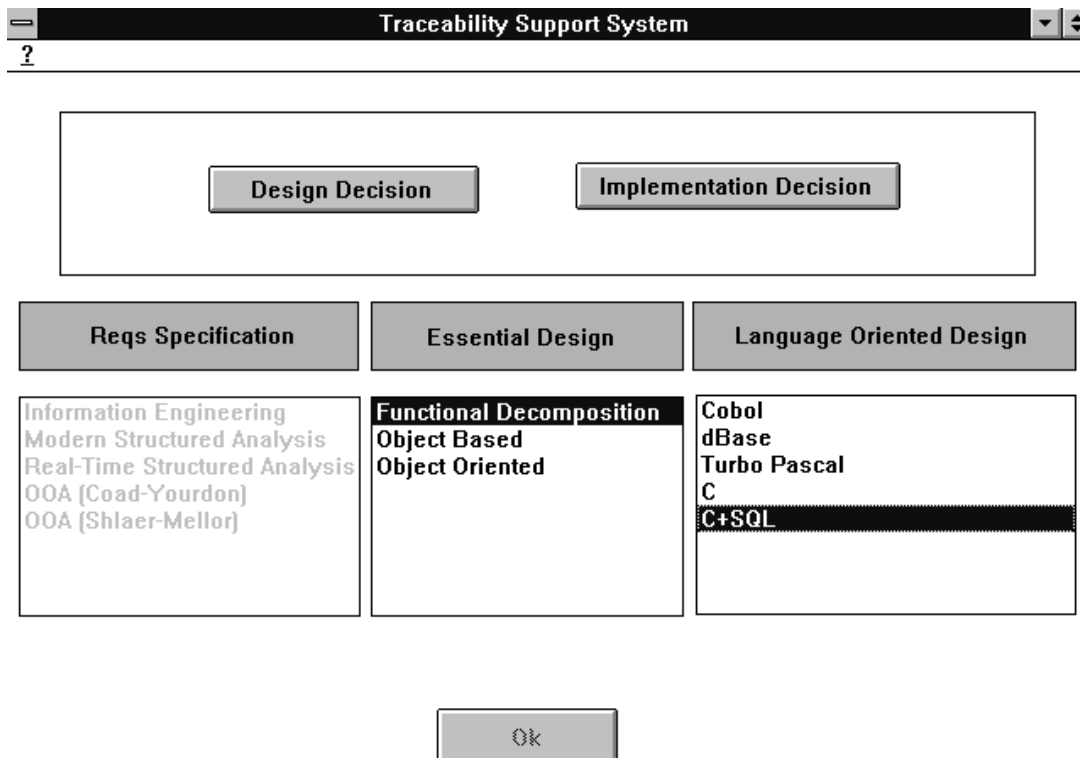 Traceability Support System
?
Design Decision
Implementation Decision
Reqs Specification
Essential Design
Language Oriented Design
Information Engineering
Modern Structured Analysis
Real-Time Structured Analysis
OOA (Coad-Yourdon)
OOA (Shlaer-Mellor)
Functional Decomposition
Object Based
Object Oriented
Cobol
dBase
Turbo Pascal
C
C+SQL
Ok